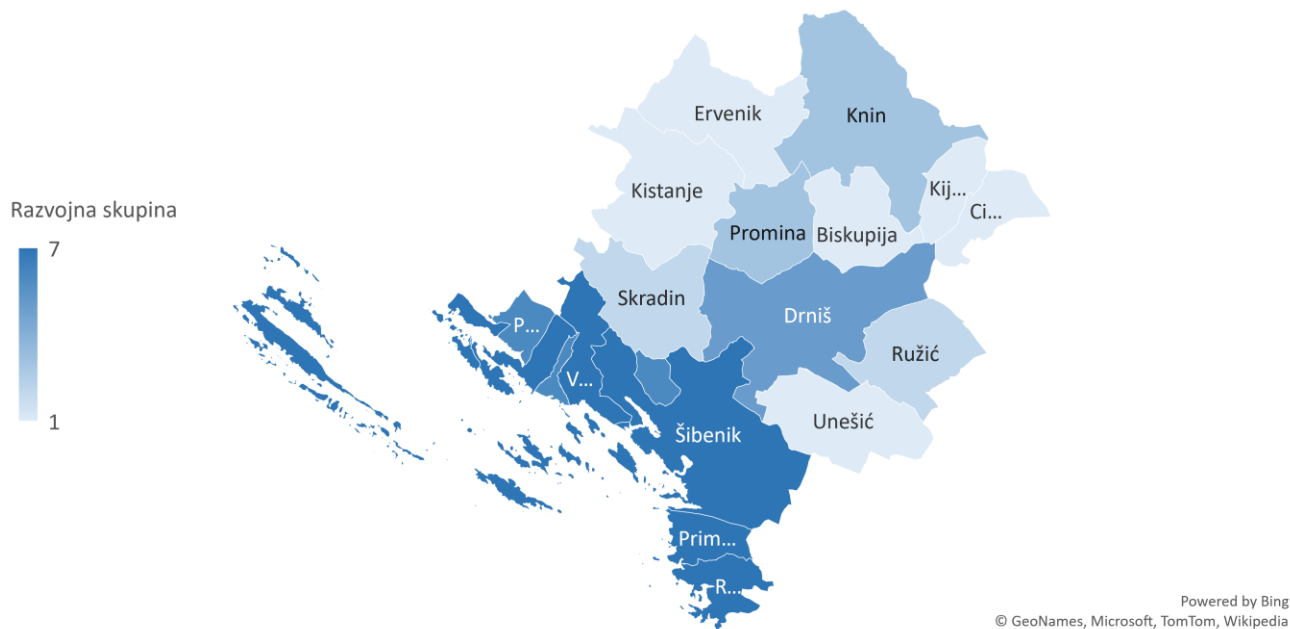 Razvojna skupina
7
1
Ervenik
Knin
Kistanje
Kij...
Ci...
Promina
Biskupija
Skradin
Drniš
P...
Ružić
V...
Unešić
Šibenik
Prim...
R...
Powered by Bing
© GeoNames, Microsoft, TomTom, Wikipedia